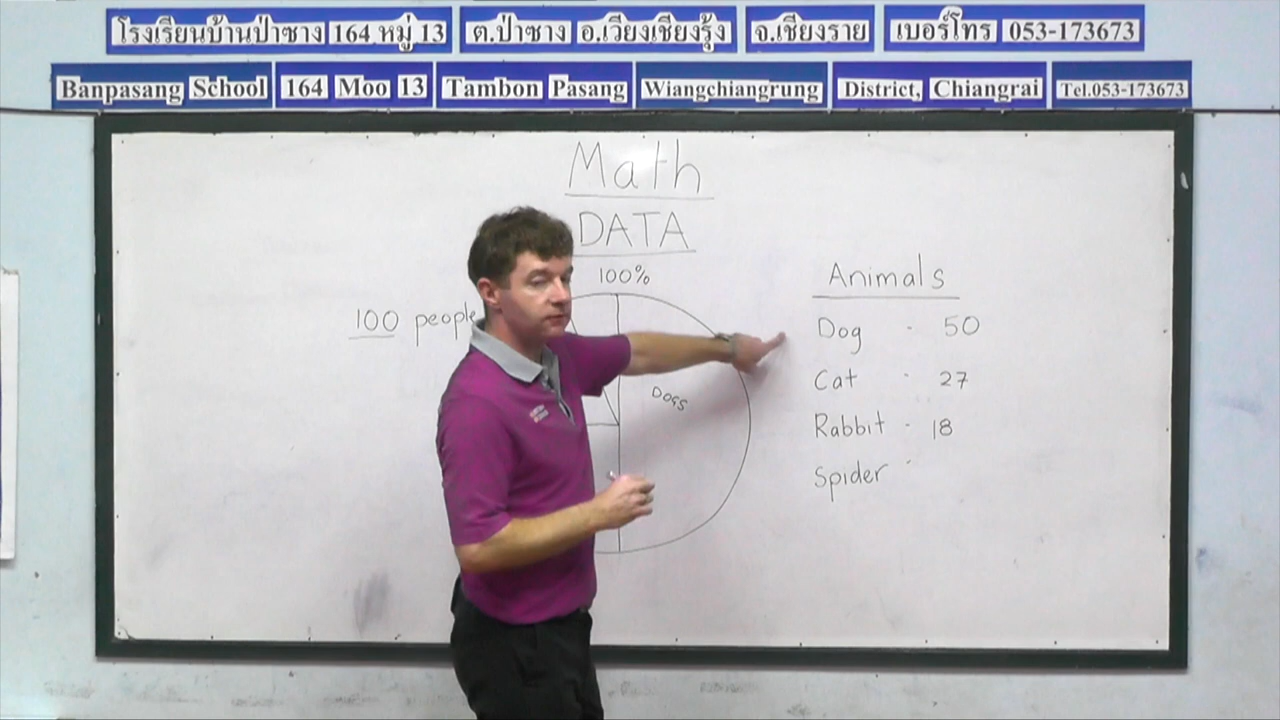 โรงเรียนบ้านป่าซาง 164 หมู่ 13 ต.ป่าซาง อ.เวียงเชียงรุ้ง จ.เชียงราย เบอร์โทร 053-173673
Banpasang School 164 Moo 13 Tambon Pasang Wiangchiangrung District, Chiangrai Tel.053-173673
Math
DATA
100%
100 people
Dogs
Animals
Dog - 50
Cat - 27
Rabbit - 18
Spider -